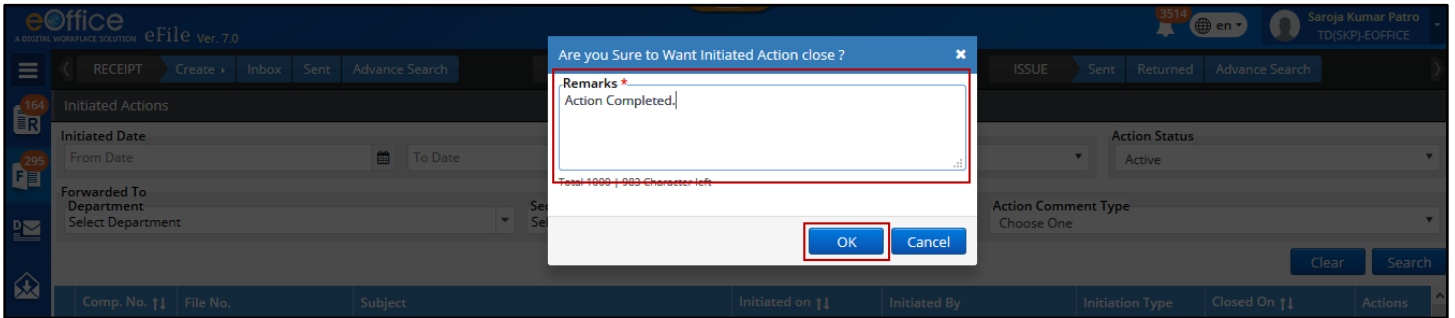 eOffice
A DIGITAL WORKPLACE SOLUTION eFile Ver. 7.0
3514
en
Saroja Kumar Patro
TD(SKP)-EOFFICE
RECEIPT Create Inbox Sent Advance Search
ISSUE Sent Returned Advance Search
Are you Sure to Want Initiated Action close ?
Remarks *
Action Completed.
Total 1000 | 983 Character left
OK Cancel
164
R
Initiated Actions
Initiated Date
From Date To Date
Action Status
Active
295
F
Forwarded To
Department
Select Department
Action Comment Type
Choose One
D
Clear Search
Comp. No. File No. Subject Initiated on Initiated By Initiation Type Closed On Actions